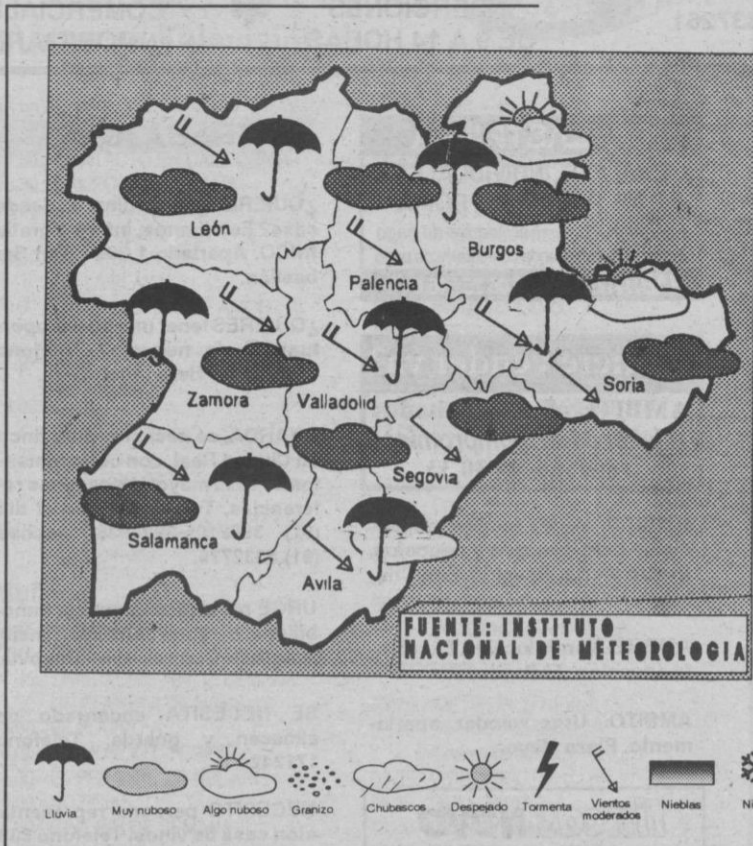 León
Burgos
Palencia
Soria
Zamora
Valladolid
Segovia
Salamanca
Avila
FUENTE: INSTITUTO
NACIONAL DE METEOROLOGIA
Lluvia
Muy nuboso
Algo nuboso
Granizo
Chubascos
Despejado
Tormenta
Vientos
moderados
Nieblas